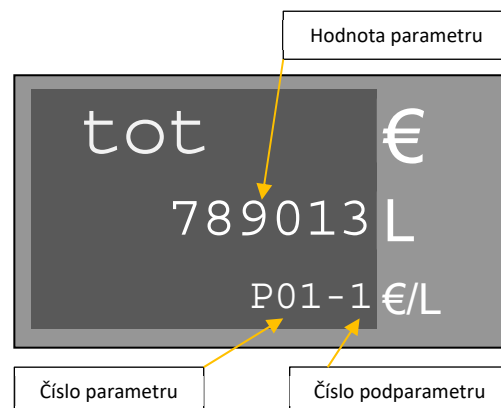 Hodnota parametru
tot €
789013 L
P01-1 €/L
Číslo parametru
Číslo podparametru